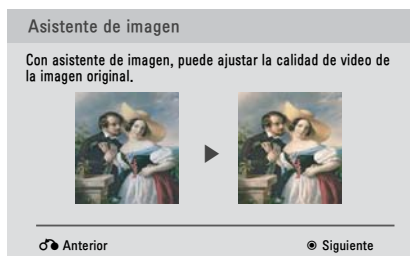 Asistente de imagen
Con asistente de imagen, puede ajustar la calidad de video de
la imagen original.
Anterior
Siguiente